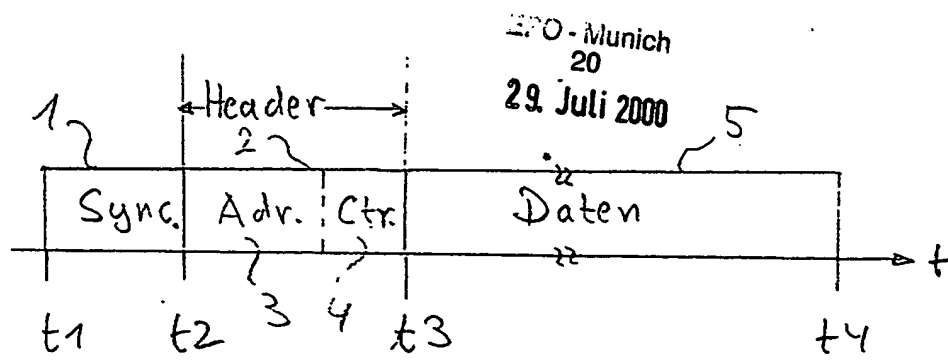 EPO - Munich
20
29. Juli 2000
Header
1
2
5
Sync. Adr. Ctr. Daten
t
3
4
t1 t2 t3 t4